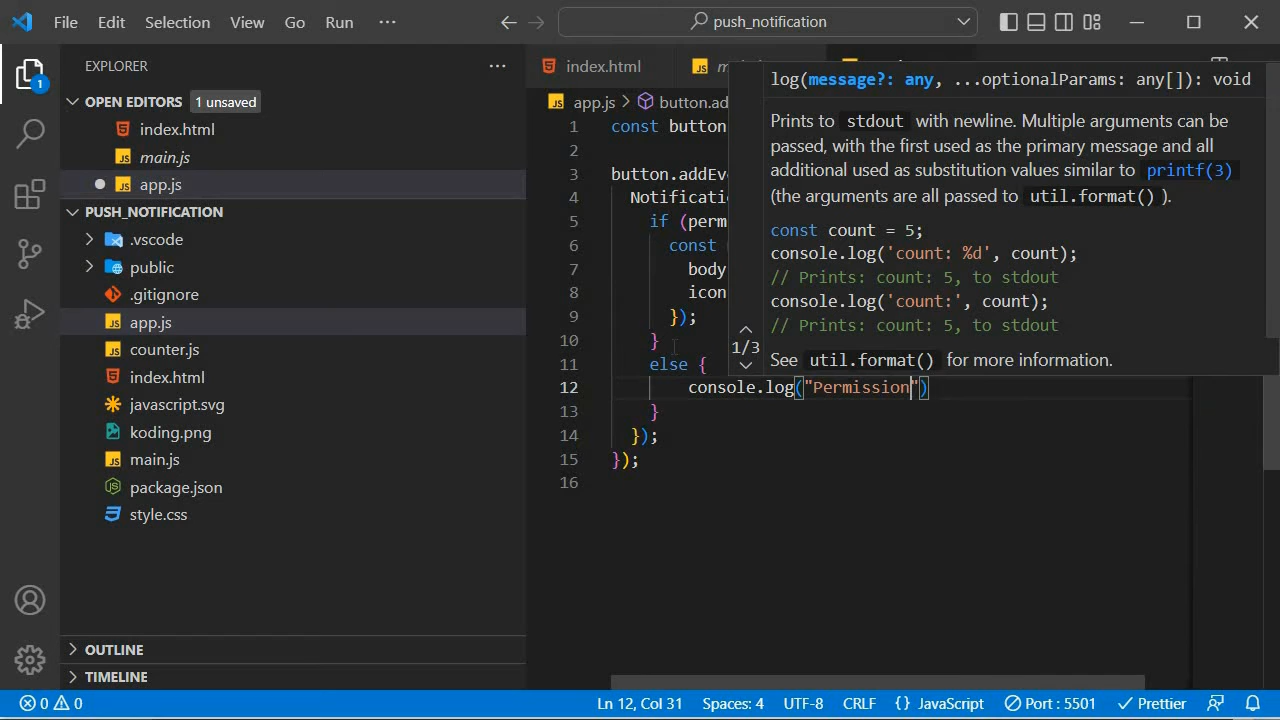 File Edit Selection View Go Run ···
push_notification
EXPLORER
OPEN EDITORS 1 unsaved
index.html
main.js
app.js
PUSH_NOTIFICATION
.vscode
public
.gitignore
app.js
counter.js
index.html
javascript.svg
koding.png
main.js
package.json
style.css
OUTLINE
TIMELINE
1
index.html
app.js > button.ad
1 const button
2
3 button.addEv
4 Notificatio
5 if (perm
6 const
7 body
8 icon
9 });
10 }
11 else {
12 console.log("Permission")
13 }
14 });
15 });
16
log(message?: any, ...optionalParams: any[]): void
Prints to stdout with newline. Multiple arguments can be
passed, with the first used as the primary message and all
additional used as substitution values similar to printf(3)
(the arguments are all passed to util.format() ).
const count = 5;
console.log('count: %d', count);
// Prints: count: 5, to stdout
console.log('count:', count);
// Prints: count: 5, to stdout
1/3
See util.format() for more information.
0 0 Ln 12, Col 31 Spaces: 4 UTF-8 CRLF {} JavaScript Port : 5501 Prettier